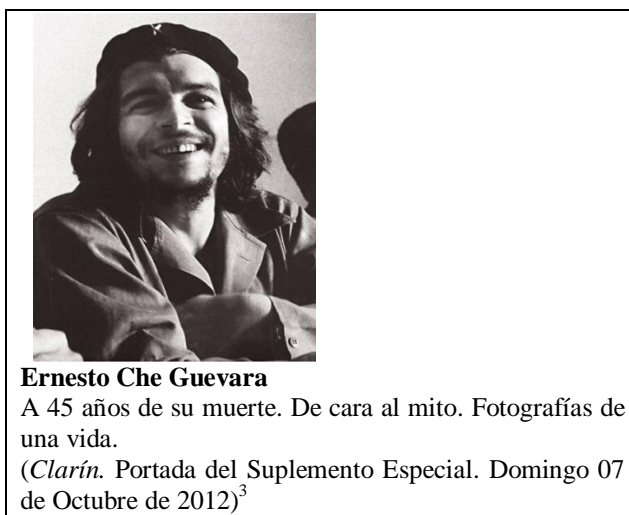 Ernesto Che Guevara
A 45 años de su muerte. De cara al mito. Fotografías de
una vida.
(Clarín. Portada del Suplemento Especial. Domingo 07
de Octubre de 2012)3